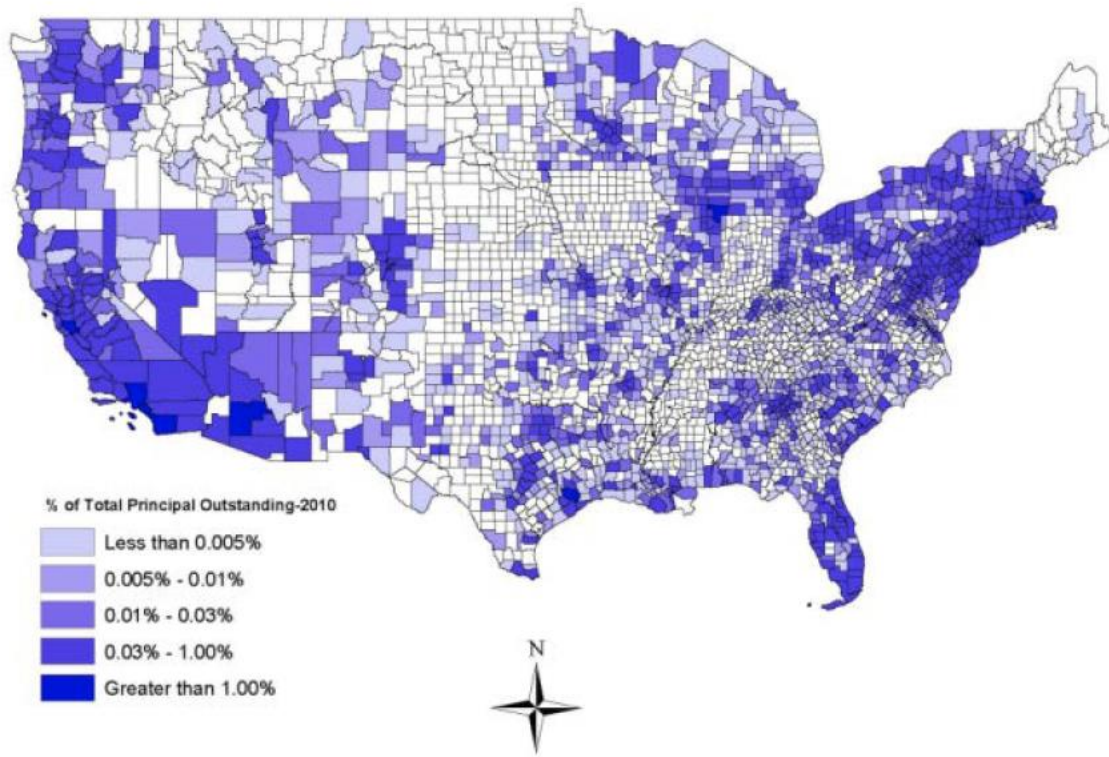 % of Total Principal Outstanding-2010
Less than 0.005%
0.005% - 0.01%
0.01% - 0.03%
0.03% - 1.00%
Greater than 1.00%
N